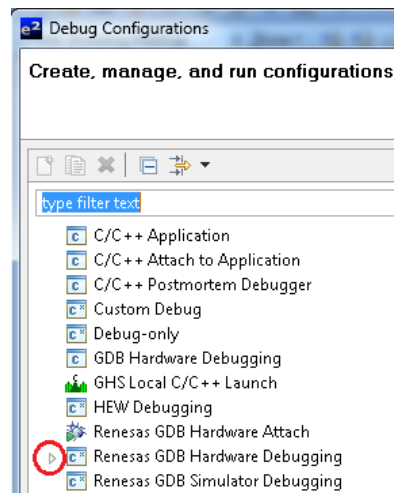 e² Debug Configurations
Create, manage, and run configurations
type filter text
C/C++ Application
C/C++ Attach to Application
C/C++ Postmortem Debugger
Custom Debug
Debug-only
GDB Hardware Debugging
GHS Local C/C++ Launch
HEW Debugging
Renesas GDB Hardware Attach
Renesas GDB Hardware Debugging
Renesas GDB Simulator Debugging